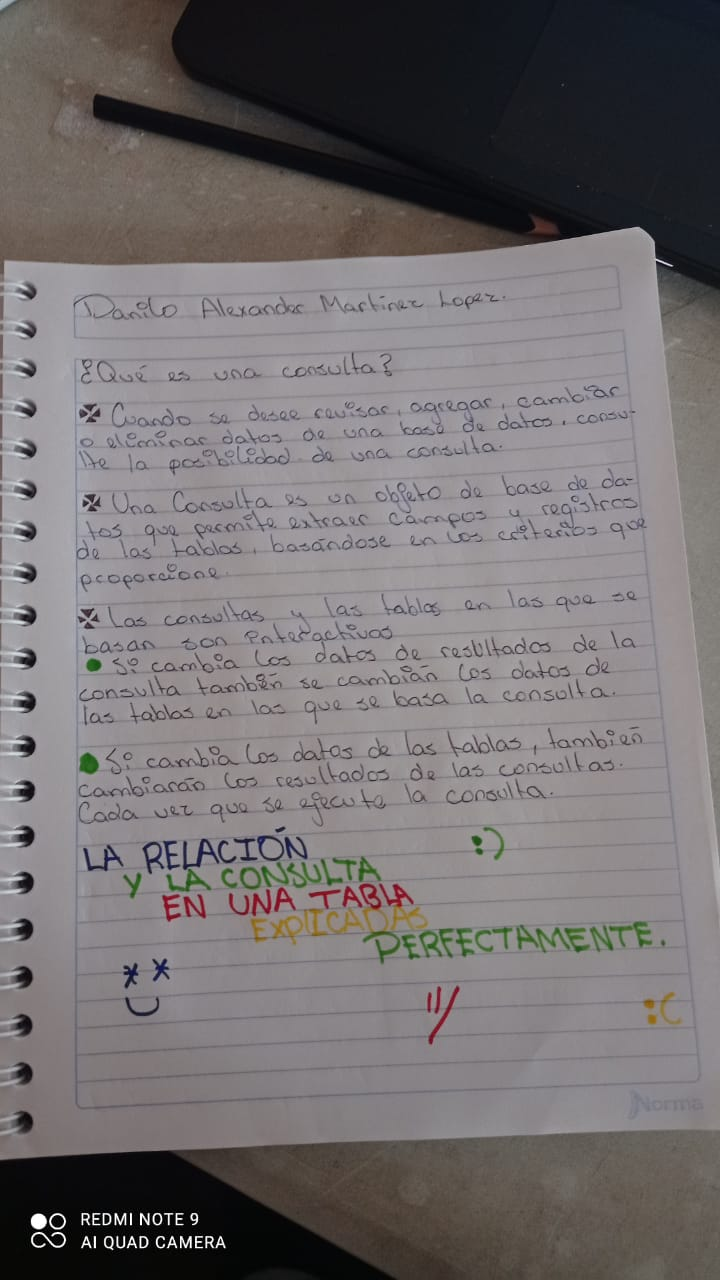 Danilo Alexander Martinez Lopez.
¿Qué es una consulta?
Cuando se desee revisar, agregar, cambiar
o eliminar datos de una base de datos, consu-
lte la posibilidad de una consulta.
Una Consulta es un objeto de base de da-
tos que permite extraer campos y registros
de las tablas, basándose en los criterios que
proporcione.
Las consultas y las tablas en las que se
basan son interactivas
Si cambia los datos de resultados de la
consulta también se cambian los datos de
las tablas en las que se basa la consulta.
Si cambia los datos de las tablas, tambien
cambiarán los resultados de las consultas.
Cada vez que se ejecute la consulta.
LA RELACIÓN :)
Y LA CONSULTA
EN UNA TABLA
EXPLICADAS
PERFECTAMENTE.
:(
Norma
REDMI NOTE 9
AI QUAD CAMERA